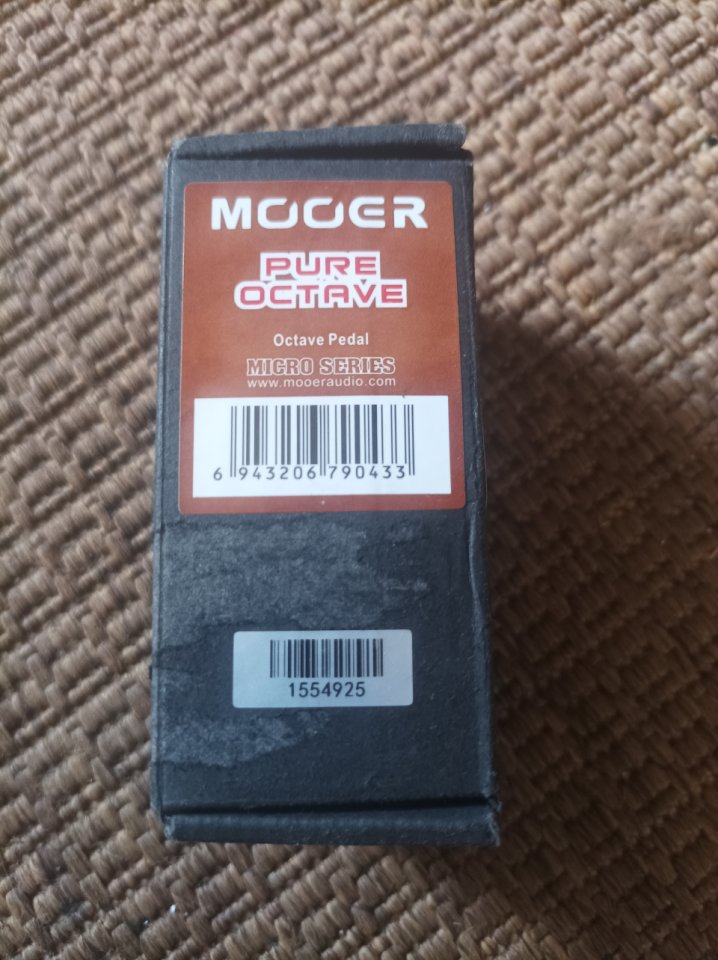 MOOER
PURE
OCTAVE
Octave Pedal
MICRO SERIES
www.mooeraudio.com
6 943206 790433
1554925